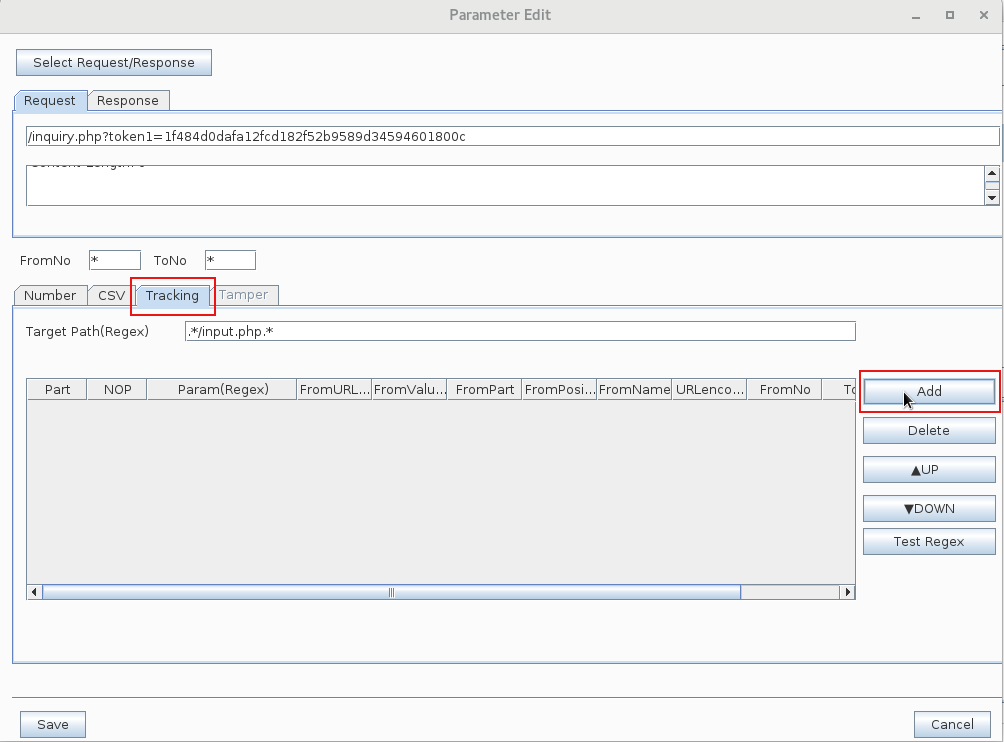 Parameter Edit
Select Request/Response
Request Response
/inquiry.php?token1=1f484d0dafa12fcd182f52b9589d34594601800c
FromNo * ToNo *
Number CSV Tracking Tamper
Target Path(Regex) .*/input.php.*
Part NOP Param(Regex) FromURL... FromValu... FromPart FromPosi... FromName URLenco... FromNo To
Add
Delete
▲UP
▼DOWN
Test Regex
Save Cancel